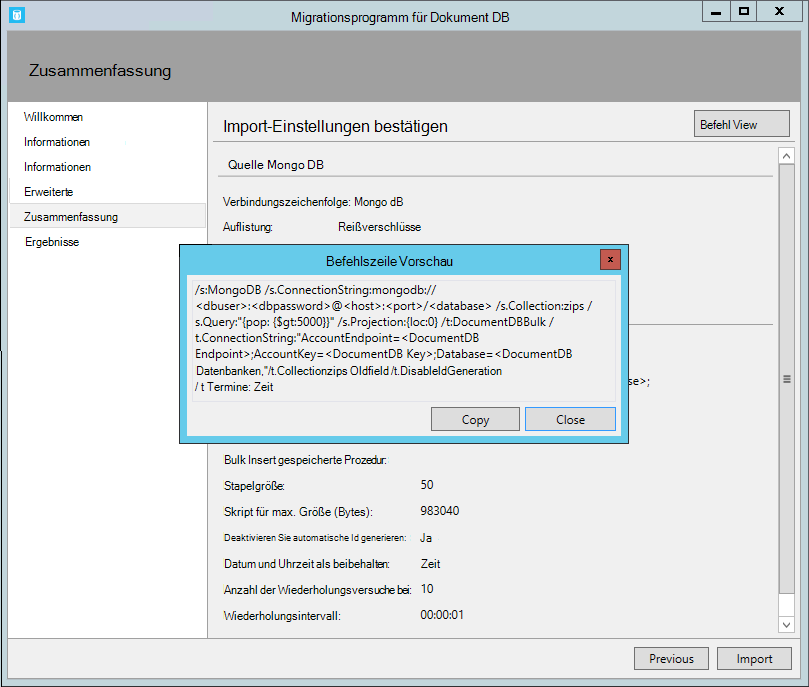 Migrationsprogramm für Dokument DB
Zusammenfassung
Willkommen
Informationen
Informationen
Erweiterte
Zusammenfassung
Ergebnisse
Import-Einstellungen bestätigen
Befehl View
Quelle Mongo DB
Verbindungszeichenfolge: Mongo dB
Auflistung: Reißverschlüsse
Befehlszeile Vorschau
/s:MongoDB /s.ConnectionString:mongodb://
<dbuser>:<dbpassword>@<host>:<port>/<database> /s.Collection:zips /
s.Query:"{pop: {$gt:5000}}" /s.Projection:{loc:0} /t:DocumentDBBulk /
t.ConnectionString:"AccountEndpoint=<DocumentDB
Endpoint>;AccountKey=<DocumentDB Key>;Database=<DocumentDB
Datenbanken,"/t.Collectionzips Oldfield /t.DisableIdGeneration
/ t Termine: Zeit
Copy
Close
se>;
Bulk Insert gespeicherte Prozedur:
Stapelgröße: 50
Skript für max. Größe (Bytes): 983040
Deaktivieren Sie automatische Id generieren: Ja
Datum und Uhrzeit als beibehalten: Zeit
Anzahl der Wiederholungsversuche bei: 10
Wiederholungsintervall: 00:00:01
Previous
Import